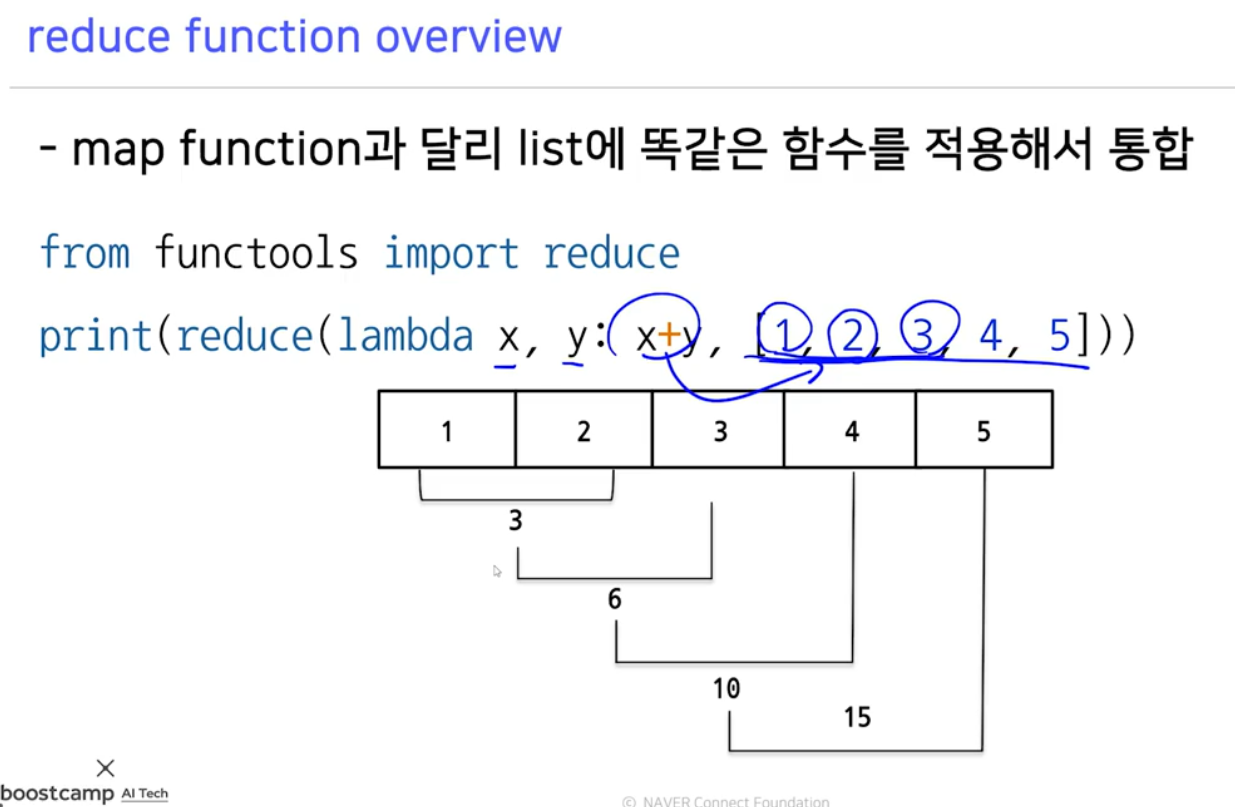 reduce function overview
- map function과 달리 list에 똑같은 함수를 적용해서 통합
from functools import reduce
print(reduce(lambda x, y: x+y, [1, 2, 3, 4, 5]))
1 2 3 4 5
3
6
10
15
boostcamp AI Tech
© NAVER Connect Foundation